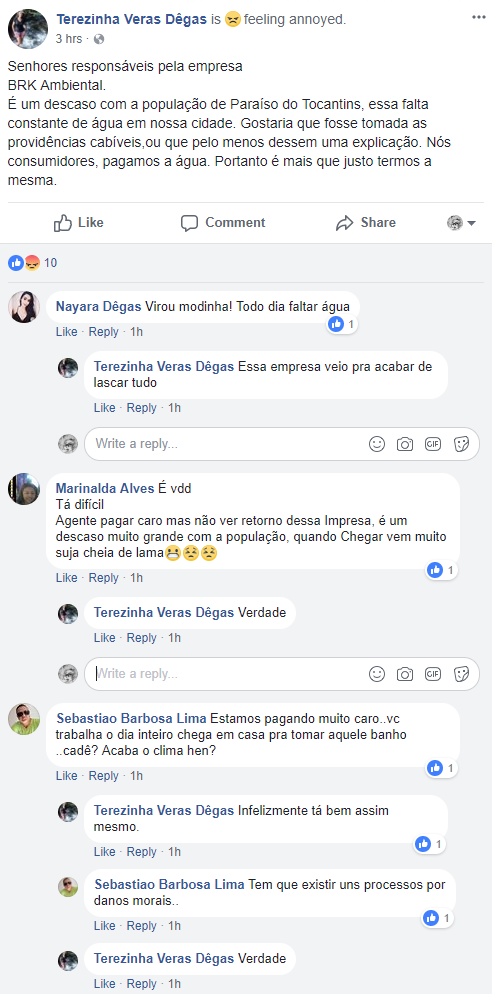 Terezinha Veras Dêgas is feeling annoyed.
3 hrs ·
Senhores responsáveis pela empresa
BRK Ambiental.
É um descaso com a população de Paraíso do Tocantins, essa falta
constante de água em nossa cidade. Gostaria que fosse tomada as
providências cabíveis,ou que pelo menos dessem uma explicação. Nós
consumidores, pagamos a água. Portanto é mais que justo termos a
mesma.
Like Comment Share
10
Nayara Dêgas Virou modinha! Todo dia faltar água
1
Like · Reply · 1h
Terezinha Veras Dêgas Essa empresa veio pra acabar de
lascar tudo
Like · Reply · 1h
Write a reply...
GIF
Marinalda Alves É vdd
Tá difícil
Agente pagar caro mas não ver retorno dessa Impresa, é um
descaso muito grande com a população, quando Chegar vem muito
suja cheia de lama😬😣😣
1
Like · Reply · 1h
Terezinha Veras Dêgas Verdade
Like · Reply · 1h
Write a reply...
GIF
Sebastiao Barbosa Lima Estamos pagando muito caro..vc
trabalha o dia inteiro chega em casa pra tomar aquele banho
..cadê? Acaba o clima hen?
1
Like · Reply · 1h
Terezinha Veras Dêgas Infelizmente tá bem assim
mesmo.
1
Like · Reply · 1h
Sebastiao Barbosa Lima Tem que existir uns processos por
danos morais..
1
Like · Reply · 1h
Terezinha Veras Dêgas Verdade
Like · Reply · 1h